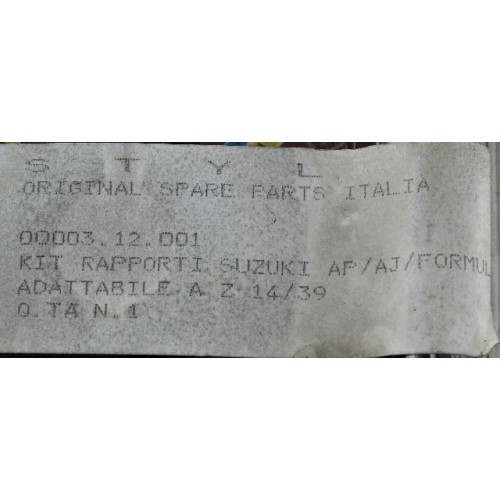 S T Y L
ORIGINAL SPARE PARTS ITALIA
00003.12.001
KIT RAPPORTI SUZUKI AP/AJ/FORMUL
ADATTABILE A Z 14/39
Q.TA N.1